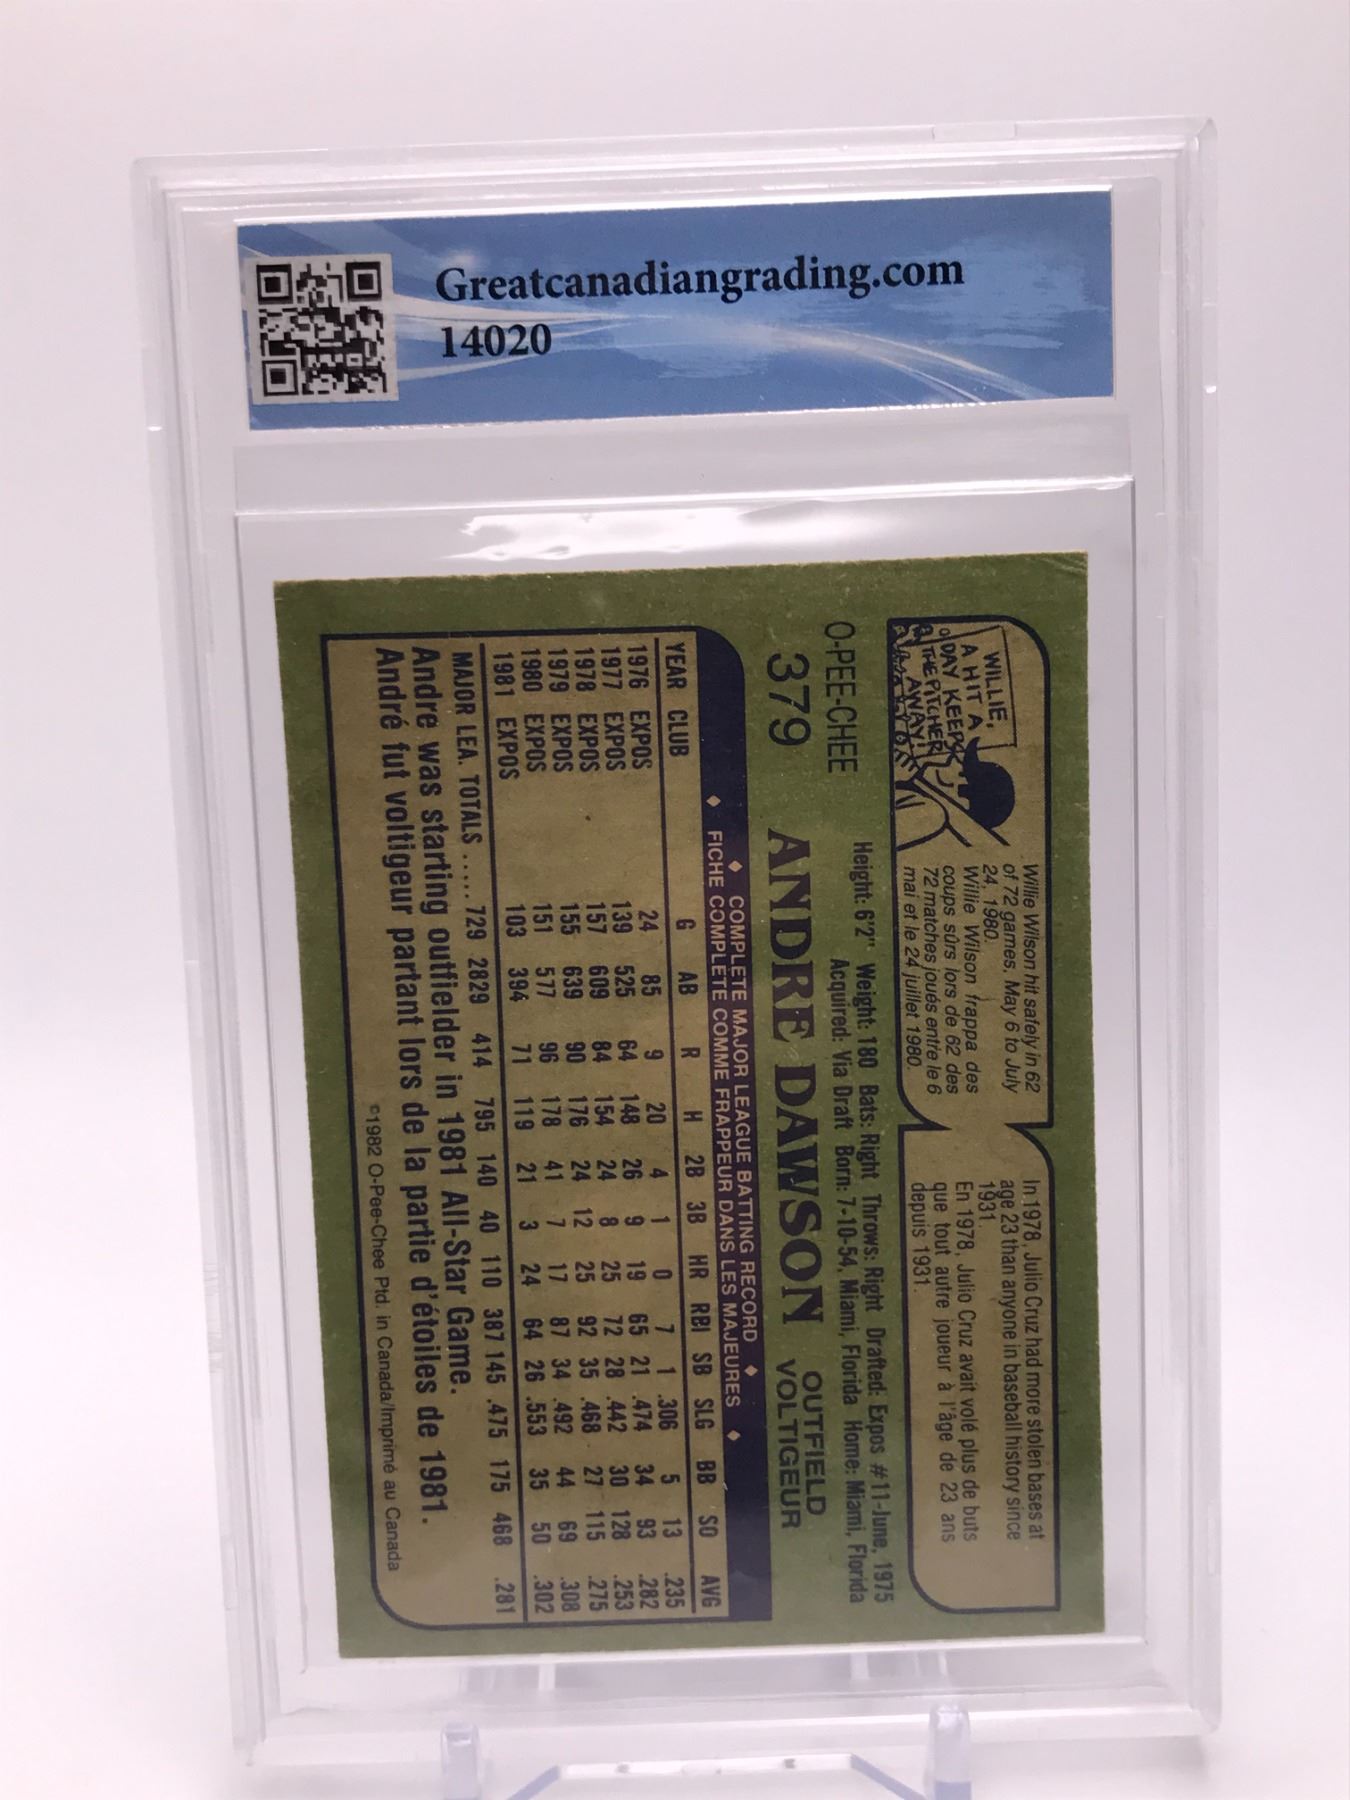 Greatcanadiangrading.com
14020
WILLIE,
A HIT A
DAY KEEPS
THE PITCHER
AWAY!
Willie Wilson hit safely in 62
of 72 games, May 6 to July
24, 1980.
Willie Wilson frappa des
coups sûrs lors de 62 des
72 matches joués entre le 6
mai et le 24 juillet 1980.
In 1978, Julio Cruz had more stolen bases at
age 23 than anyone in baseball history since
1931.
En 1978, Julio Cruz avait volé plus de buts
que tout autre joueur à l'âge de 23 ans
depuis 1931.
O-PEE-CHEE
Height: 6'2" Weight: 180 Bats: Right Throws: Right Drafted: Expos #11-June, 1975
Acquired: Via Draft Born: 7-10-54, Miami, Florida Home: Miami, Florida
379 ANDRE DAWSON OUTFIELD
VOLTIGEUR
♦ COMPLETE MAJOR LEAGUE BATTING RECORD ♦
♦ FICHE COMPLÈTE COMME FRAPPEUR DANS LES MAJEURES ♦
YEAR CLUB G AB R H 2B 3B HR RBI SB SLG BB SO AVG
1976 EXPOS 24 85 9 20 4 1 0 7 1 .306 5 13 .235
1977 EXPOS 139 525 64 148 26 9 19 65 21 .474 34 93 .282
1978 EXPOS 157 609 84 154 24 8 25 72 28 .442 30 128 .253
1979 EXPOS 155 639 90 176 24 12 25 92 35 .468 27 115 .275
1980 EXPOS 151 577 96 178 41 7 17 87 34 .492 44 69 .308
1981 EXPOS 103 394 71 119 21 3 24 64 26 .553 35 50 .302
MAJOR LEA. TOTALS ..... 729 2829 414 795 140 40 110 387 145 .475 175 468 .281
Andre was starting outfielder in 1981 All-Star Game.
André fut voltigeur partant lors de la partie d'étoiles de 1981.
©1982 O-Pee-Chee Ptd. in Canada/Imprimé au Canada